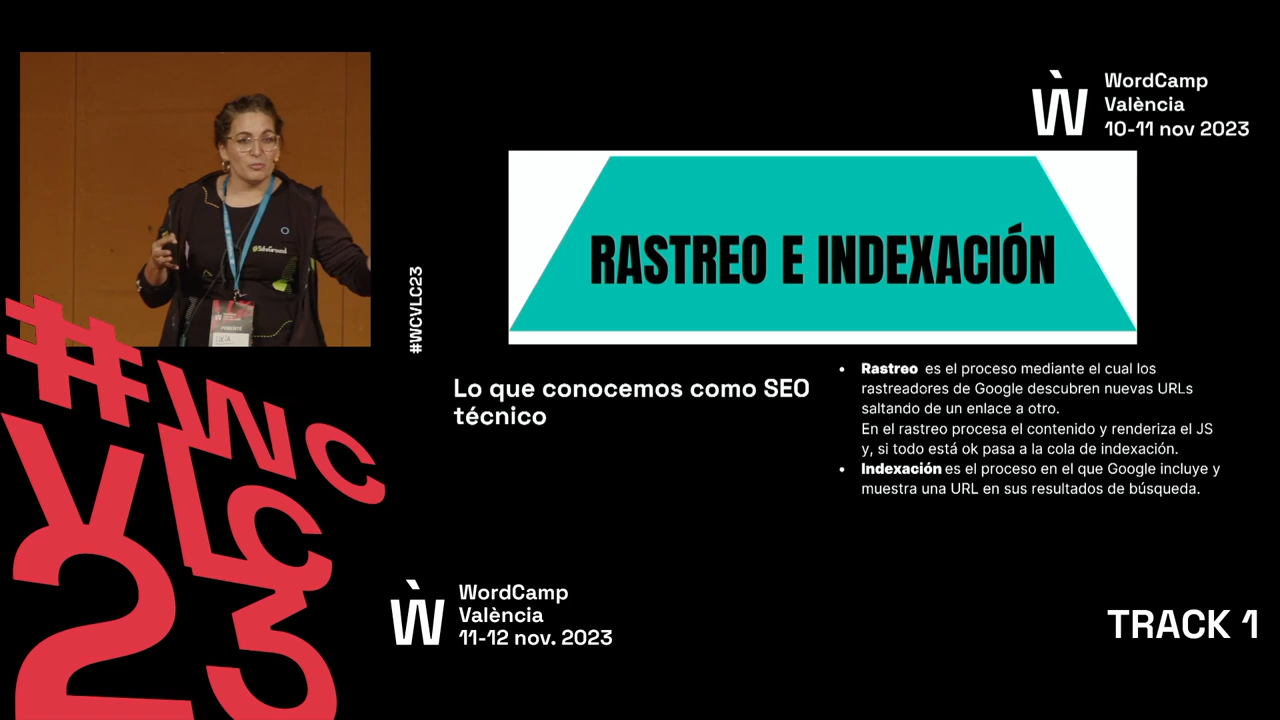 WordCamp
València
10-11 nov 2023
RASTREO E INDEXACIÓN
#WCVLC23
Lo que conocemos como SEO
técnico
• Rastreo es el proceso mediante el cual los
rastreadores de Google descubren nuevas URLs
saltando de un enlace a otro.
En el rastreo procesa el contenido y renderiza el JS
y, si todo está ok pasa a la cola de indexación.
• Indexación es el proceso en el que Google incluye y
muestra una URL en sus resultados de búsqueda.
@SiteGround
PONENTE
LUCÍA
#WC
VLC
23
Ẁ WordCamp
València
11-12 nov. 2023
TRACK 1